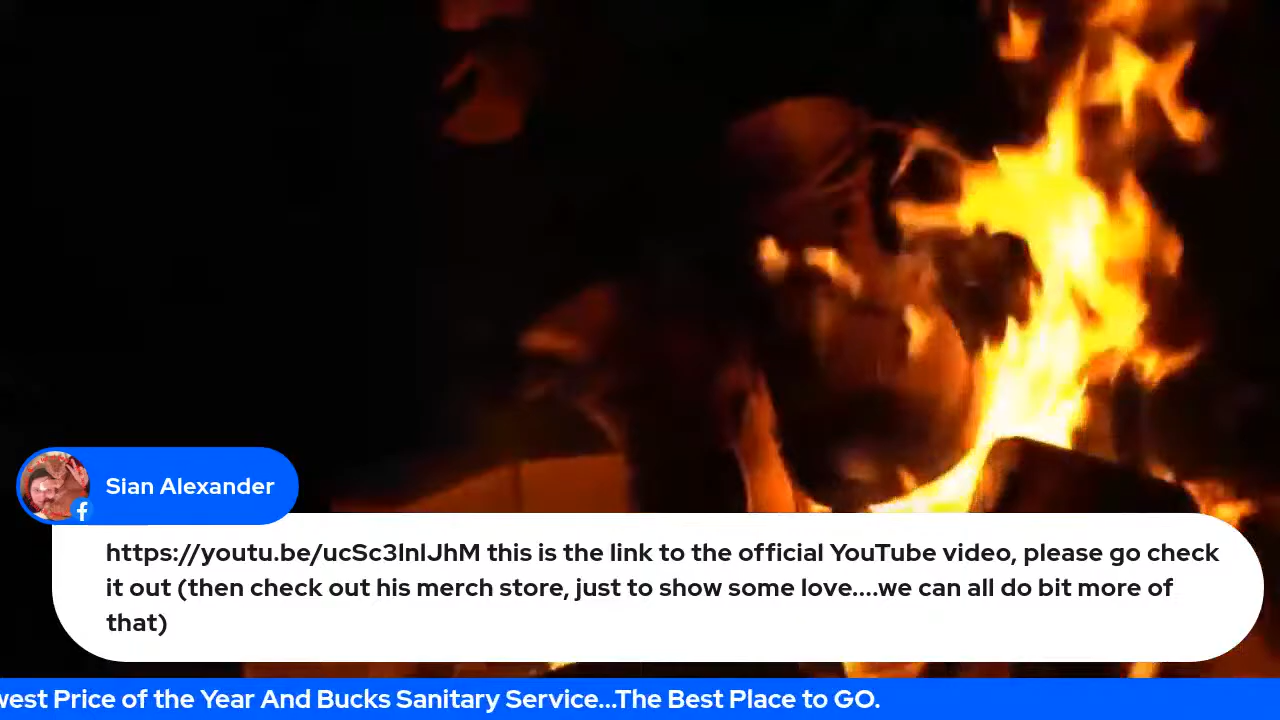 Sian Alexander
https://youtu.be/ucSc3lnlJhM this is the link to the official YouTube video, please go check
it out (then check out his merch store, just to show some love....we can all do bit more of
that)
west Price of the Year And Bucks Sanitary Service...The Best Place to GO.